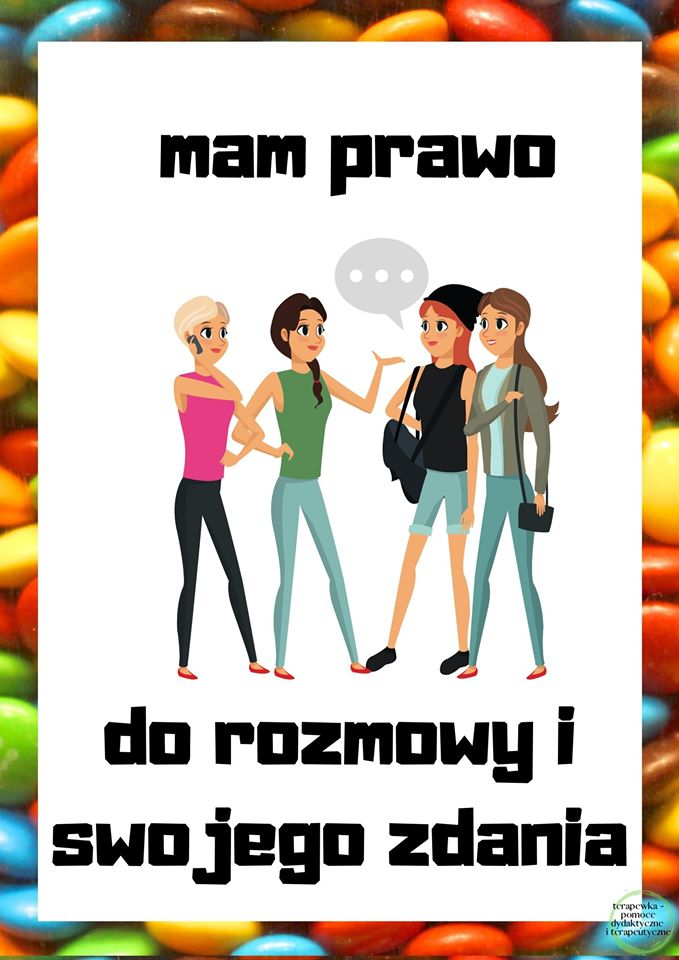 mam prawo
do rozmowy i
swojego zdania
terapewka -
pomoce
dydaktyczne
i terapeutyczne